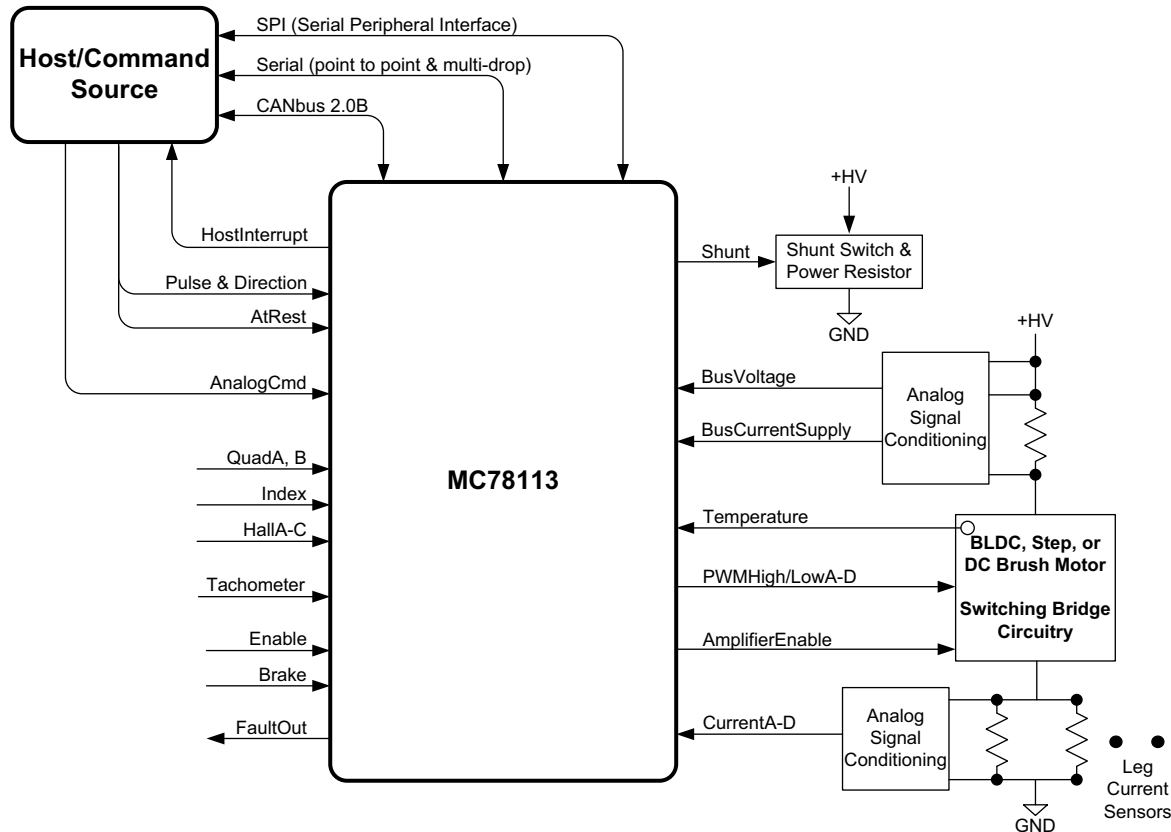 SPI (Serial Peripheral Interface)
Host/Command
Source
Serial (point to point & multi-drop)
CANbus 2.0B
+HV
HostInterrupt
Shunt
Shunt Switch &
Power Resistor
Pulse & Direction
AtRest
GND
+HV
AnalogCmd
BusVoltage
Analog
Signal
Conditioning
BusCurrentSupply
QuadA, B
MC78113
Index
HallA-C
Temperature
BLDC, Step, or
DC Brush Motor
Switching Bridge
Circuitry
Tachometer
PWMHigh/LowA-D
Enable
AmplifierEnable
Brake
FaultOut
CurrentA-D
Analog
Signal
Conditioning
Leg
Current
Sensors
GND